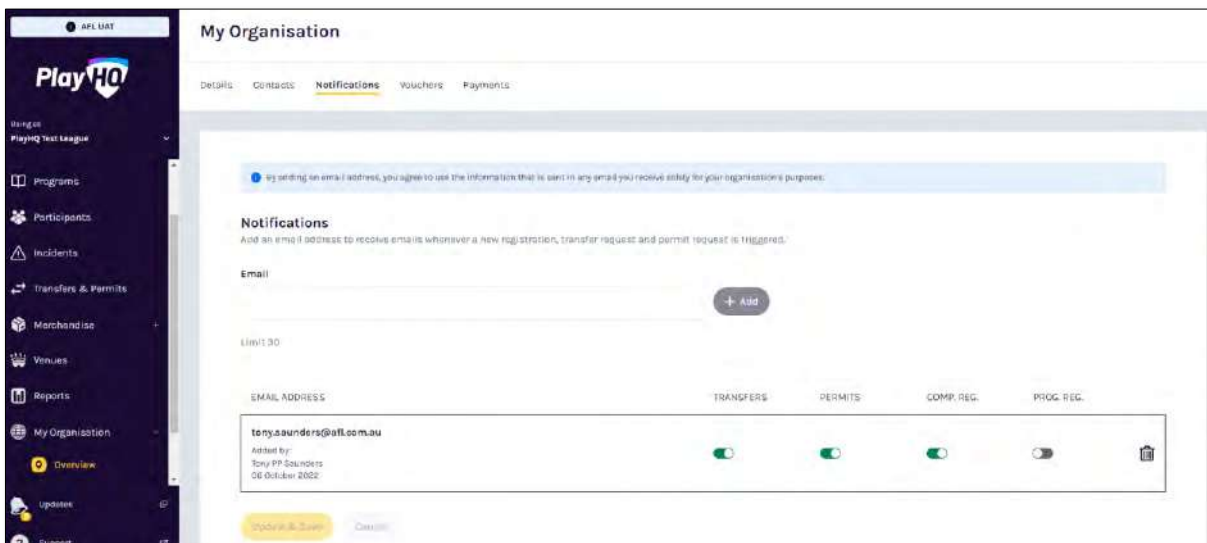 AFL UAT
PlayHQ
Using as
PlayHQ Test League
Programs
Participants
Incidents
Transfers & Permits
Merchandise
Venues
Reports
My Organisation
Overview
Updates
Support
My Organisation
Details Contacts Notifications Vouchers Payments
By adding an email address, you agree to use the information that is sent in any email you receive solely for your organisation's purposes.
Notifications
Add an email address to receive emails whenever a new registration, transfer request and permit request is triggered.
Email
+ Add
Limit 30
EMAIL ADDRESS TRANSFERS PERMITS COMP. REG. PROG. REG.
tony.saunders@afl.com.au
Added by:
Tony PP Saunders
06 October 2022
Update & Save Cancel